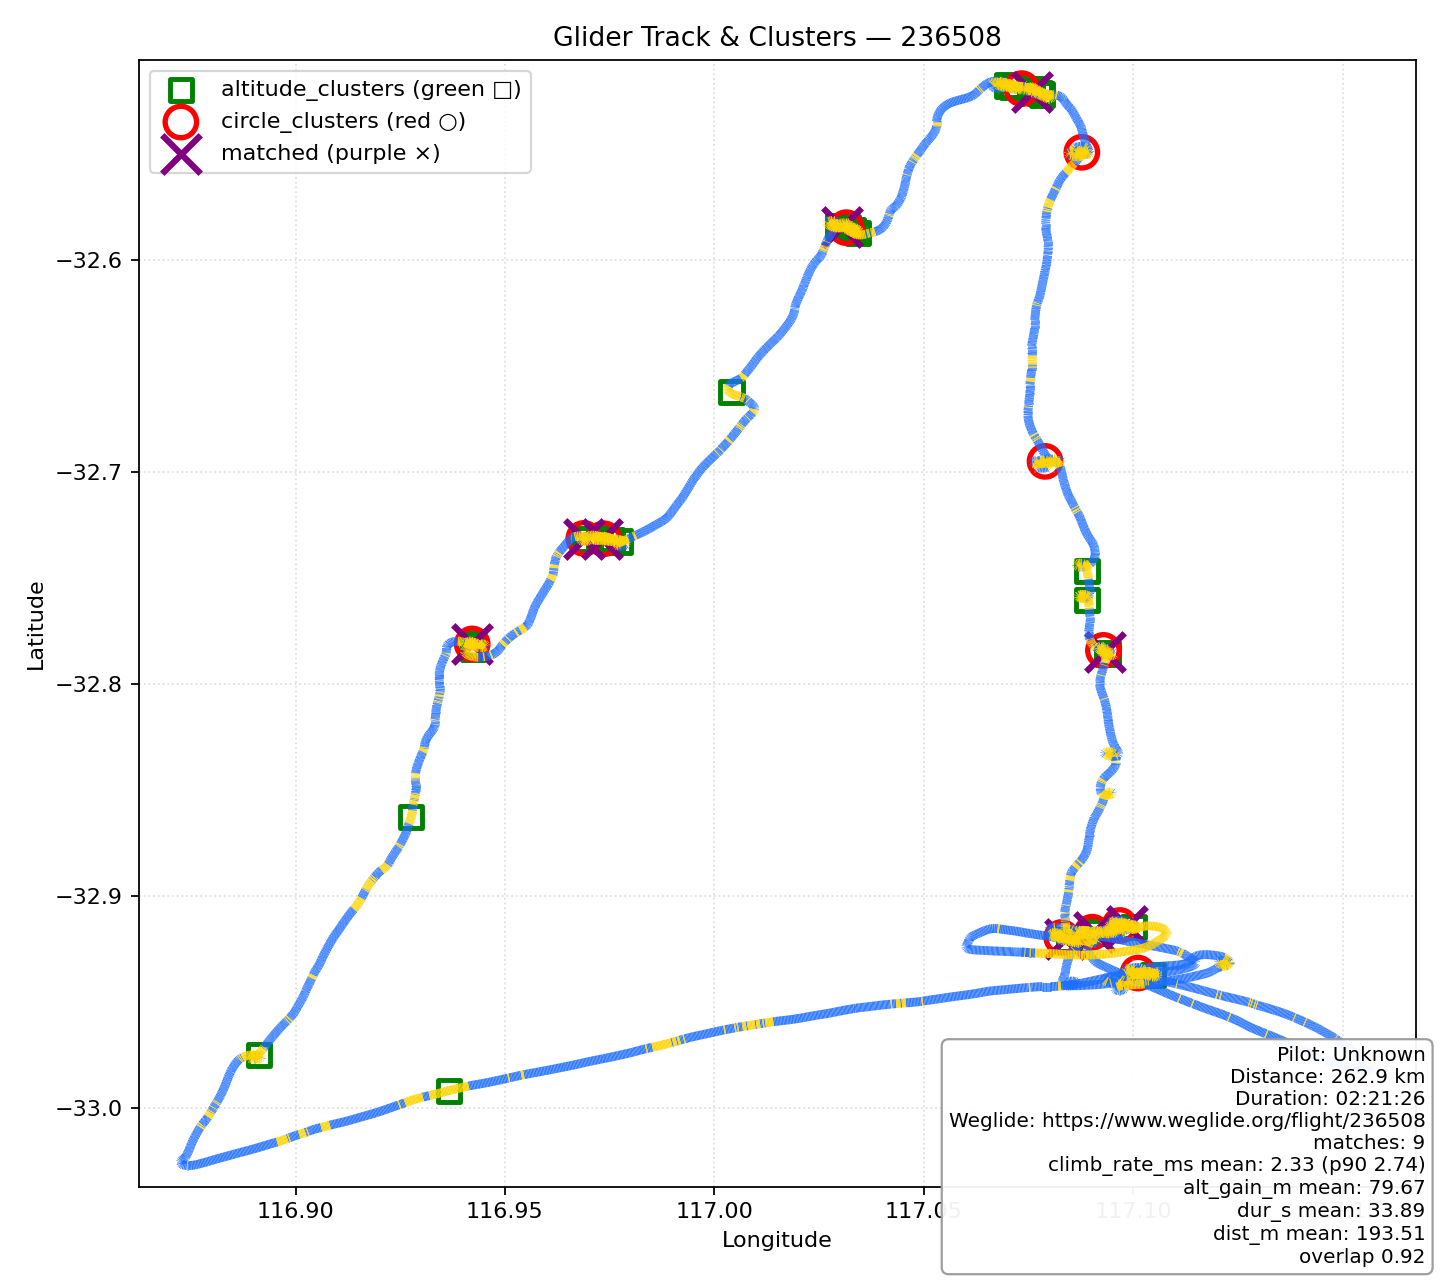 Glider Track & Clusters — 236508
altitude_clusters (green □)
circle_clusters (red ○)
matched (purple ×)
Latitude
−32.6
−32.7
−32.8
−32.9
−33.0
116.90
116.95
117.00
117.05
117.10
Longitude
Pilot: Unknown
Distance: 262.9 km
Duration: 02:21:26
Weglide: https://www.weglide.org/flight/236508
matches: 9
climb_rate_ms mean: 2.33 (p90 2.74)
alt_gain_m mean: 79.67
dur_s mean: 33.89
dist_m mean: 193.51
overlap 0.92